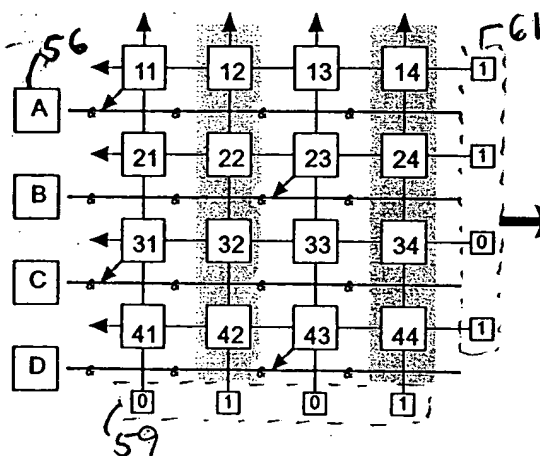 56
61
11 12 13 14 1
A
& & & &
21 22 23 24 1
B
& & & &
31 32 33 34 0
C
& & & &
41 42 43 44 1
D
& & & &
0 1 0 1
59